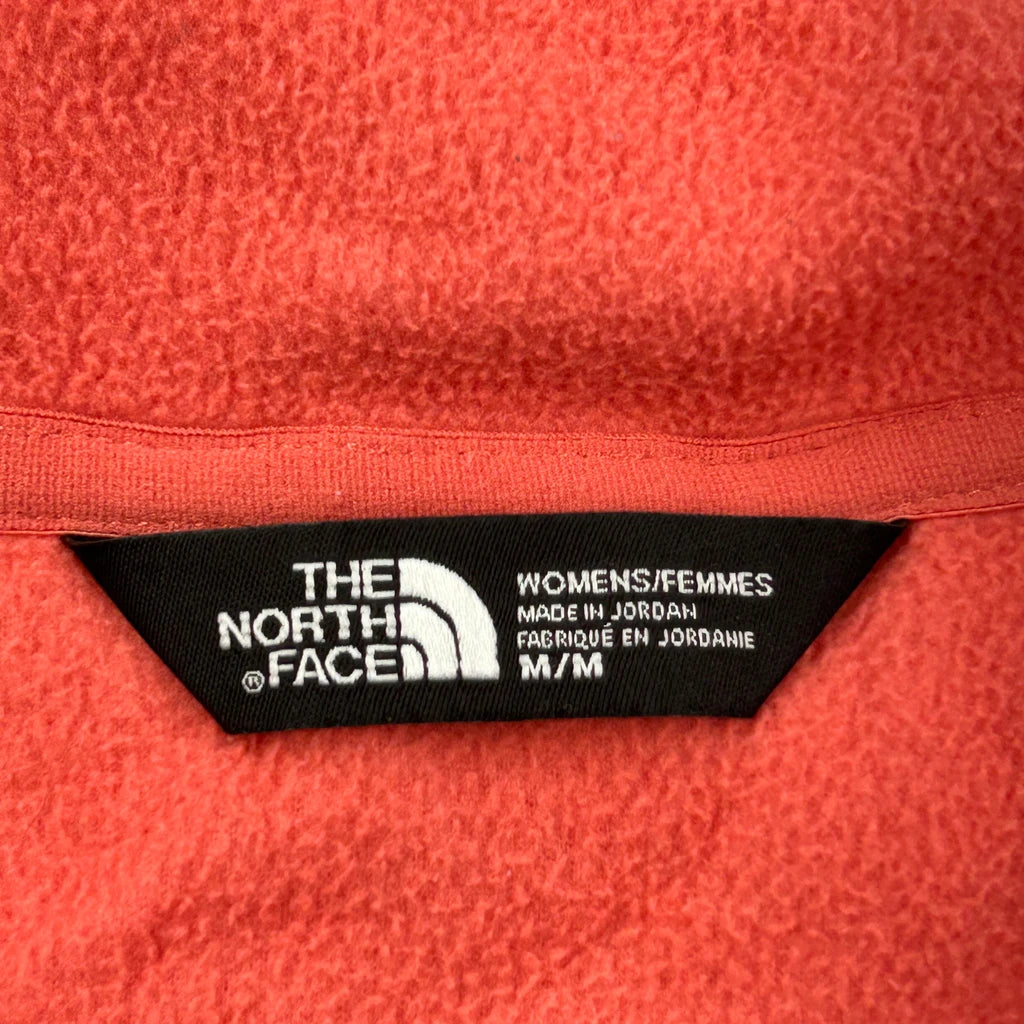 THE
NORTH
®FACE
WOMENS/FEMMES
MADE IN JORDAN
FABRIQUÉ EN JORDANIE
M/M